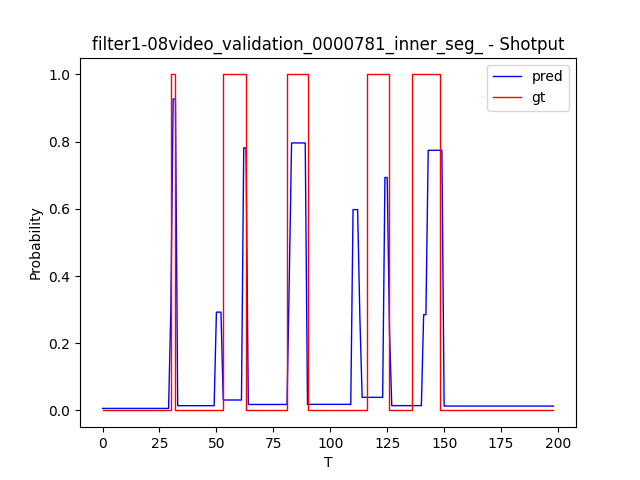 filter1-08video_validation_0000781_inner_seg_ - Shotput
pred
gt
Probability
1.0
0.8
0.6
0.4
0.2
0.0
0 25 50 75 100 125 150 175 200
T